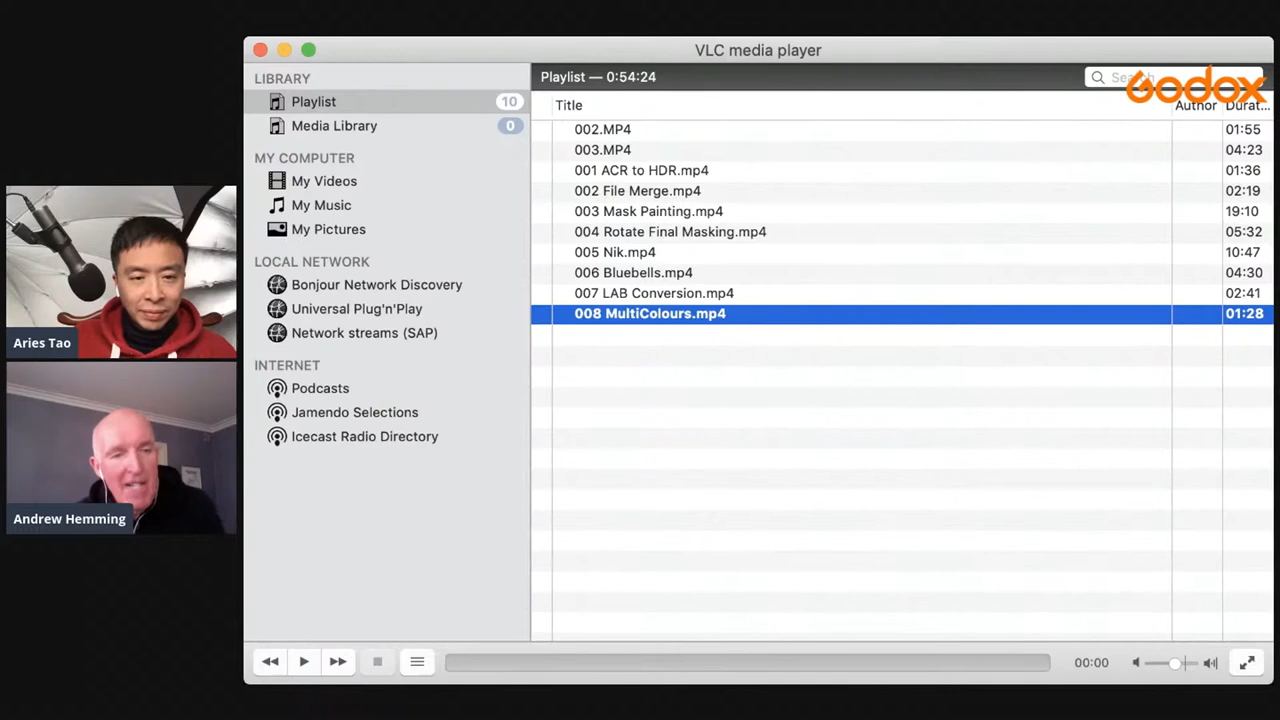 VLC media player
LIBRARY
Playlist 10
Media Library 0
MY COMPUTER
My Videos
My Music
My Pictures
LOCAL NETWORK
Bonjour Network Discovery
Universal Plug'n'Play
Network streams (SAP)
INTERNET
Podcasts
Jamendo Selections
Icecast Radio Directory
Playlist — 0:54:24
Search
Godox
Title Author Durat...
002.MP4 01:55
003.MP4 04:23
001 ACR to HDR.mp4 01:36
002 File Merge.mp4 02:19
003 Mask Painting.mp4 19:10
004 Rotate Final Masking.mp4 05:32
005 Nik.mp4 10:47
006 Bluebells.mp4 04:30
007 LAB Conversion.mp4 02:41
008 MultiColours.mp4 01:28
00:00
Aries Tao
Andrew Hemming